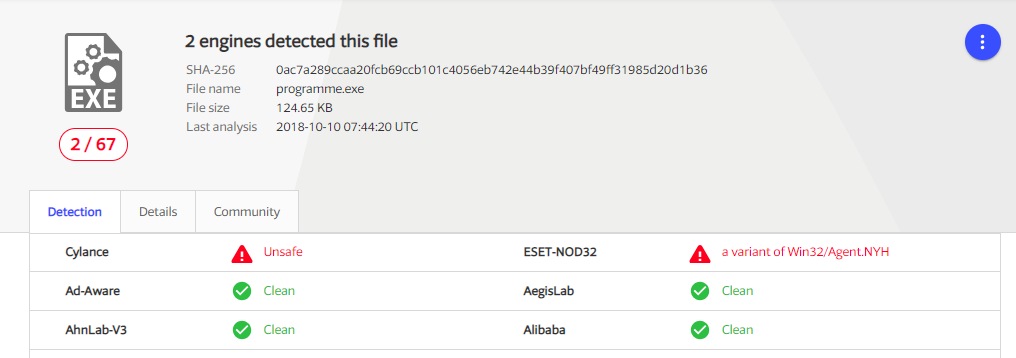 2 engines detected this file
SHA-256 0ac7a289ccaa20fcb69ccb101c4056eb742e44b39f407bf49ff31985d20d1b36
File name programme.exe
File size 124.65 KB
Last analysis 2018-10-10 07:44:20 UTC
EXE
2 / 67
Detection Details Community
Cylance Unsafe ESET-NOD32 a variant of Win32/Agent.NYH
Ad-Aware Clean AegisLab Clean
AhnLab-V3 Clean Alibaba Clean